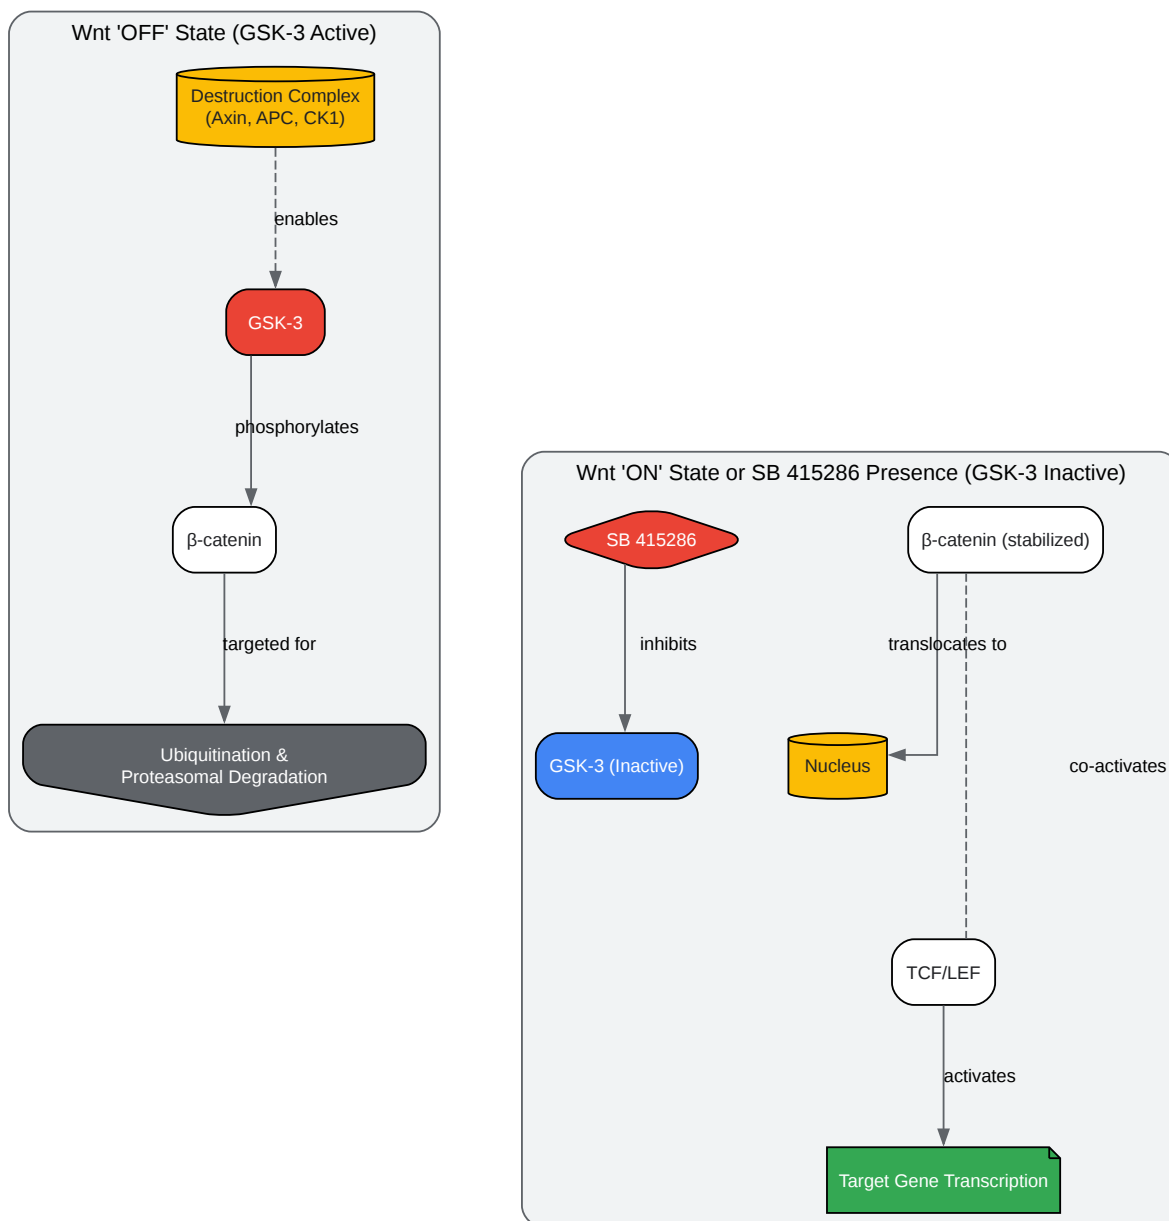 Wnt 'OFF' State (GSK-3 Active)
Destruction Complex
(Axin, APC, CK1)
enables
GSK-3
phosphorylates
β-catenin
targeted for
Ubiquitination &
Proteasomal Degradation
Wnt 'ON' State or SB 415286 Presence (GSK-3 Inactive)
SB 415286
β-catenin (stabilized)
inhibits
translocates to
GSK-3 (Inactive)
Nucleus
co-activates
TCF/LEF
activates
Target Gene Transcription